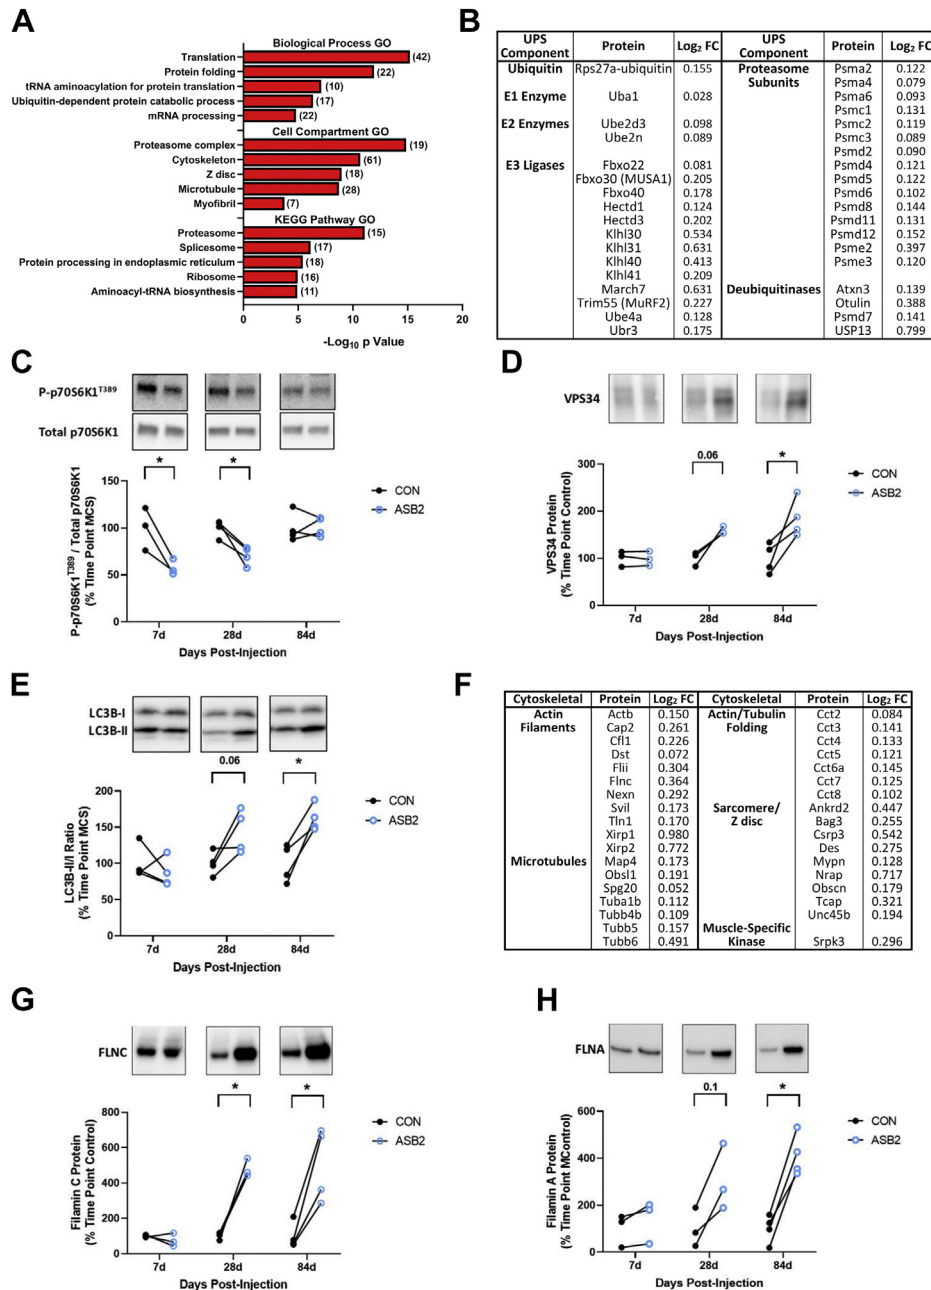 A
Biological Process GO
Translation (42)
Protein folding (22)
tRNA aminoacylation for protein translation (10)
Ubiquitin-dependent protein catabolic process (17)
mRNA processing (22)
Cell Compartment GO
Proteasome complex (19)
Cytoskeleton (61)
Z disc (18)
Microtubule (28)
Myofibril (7)
KEGG Pathway GO
Proteasome (15)
Splicesome (17)
Protein processing in endoplasmic reticulum (18)
Ribosome (16)
Aminoacyl-tRNA biosynthesis (11)
0 5 10 15 20
-Log10 p Value
B
UPS Component Protein Log2 FC UPS Component Protein Log2 FC
Ubiquitin Rps27a-ubiquitin 0.155 Proteasome Psma2 0.122
Subunits Psma4 0.079
E1 Enzyme Uba1 0.028 Psma6 0.093
Psmc1 0.131
E2 Enzymes Ube2d3 0.098 Psmc2 0.119
Ube2n 0.089 Psmc3 0.089
Psmd2 0.090
E3 Ligases Fbxo22 0.081 Psmd4 0.121
Fbxo30 (MUSA1) 0.205 Psmd5 0.122
Fbxo40 0.178 Psmd6 0.102
Hectd1 0.124 Psmd8 0.144
Hectd3 0.202 Psmd11 0.131
Klhl30 0.534 Psmd12 0.152
Klhl31 0.631 Psme2 0.397
Klhl40 0.413 Psme3 0.120
Klhl41 0.209
March7 0.631 Deubiquitinases Atxn3 0.139
Trim55 (MuRF2) 0.227 Otulin 0.388
Ube4a 0.128 Psmd7 0.141
Ubr3 0.175 USP13 0.799
C
P-p70S6K1T389
Total p70S6K1
* *
P-p70S6K1T389 / Total p70S6K1
(% Time Point MCS)
150
100
50
0
7d 28d 84d
Days Post-Injection
CON
ASB2
D
VPS34
0.06 *
VPS34 Protein
(% Time Point Control)
300
200
100
0
7d 28d 84d
Days Post-Injection
CON
ASB2
E
LC3B-I
LC3B-II
0.06 *
LC3B-II/I Ratio
(% Time Point MCS)
200
150
100
50
0
7d 28d 84d
Days Post-Injection
CON
ASB2
F
Cytoskeletal Protein Log2 FC Cytoskeletal Protein Log2 FC
Actin Actb 0.150 Actin/Tubulin Cct2 0.084
Filaments Cap2 0.261 Folding Cct3 0.141
Cfl1 0.226 Cct4 0.133
Dst 0.072 Cct5 0.121
Flii 0.304 Cct6a 0.145
Flnc 0.364 Cct7 0.125
Nexn 0.292 Cct8 0.102
Svil 0.173 Sarcomere/ Ankrd2 0.447
Tln1 0.170 Z disc Bag3 0.255
Xirp1 0.980 Csrp3 0.542
Xirp2 0.772 Des 0.275
Microtubules Map4 0.173 Mypn 0.128
Obsl1 0.191 Nrap 0.717
Spg20 0.052 Obscn 0.179
Tuba1b 0.112 Tcap 0.321
Tubb4b 0.109 Unc45b 0.194
Tubb5 0.157 Muscle-Specific
Tubb6 0.491 Kinase Srpk3 0.296
G
FLNC
* *
Filamin C Protein
(% Time Point Control)
800
600
400
200
0
7d 28d 84d
Days Post-Injection
CON
ASB2
H
FLNA
0.1 *
Filamin A Protein
(% Time Point MControl)
600
400
200
0
7d 28d 84d
Days Post-Injection
CON
ASB2